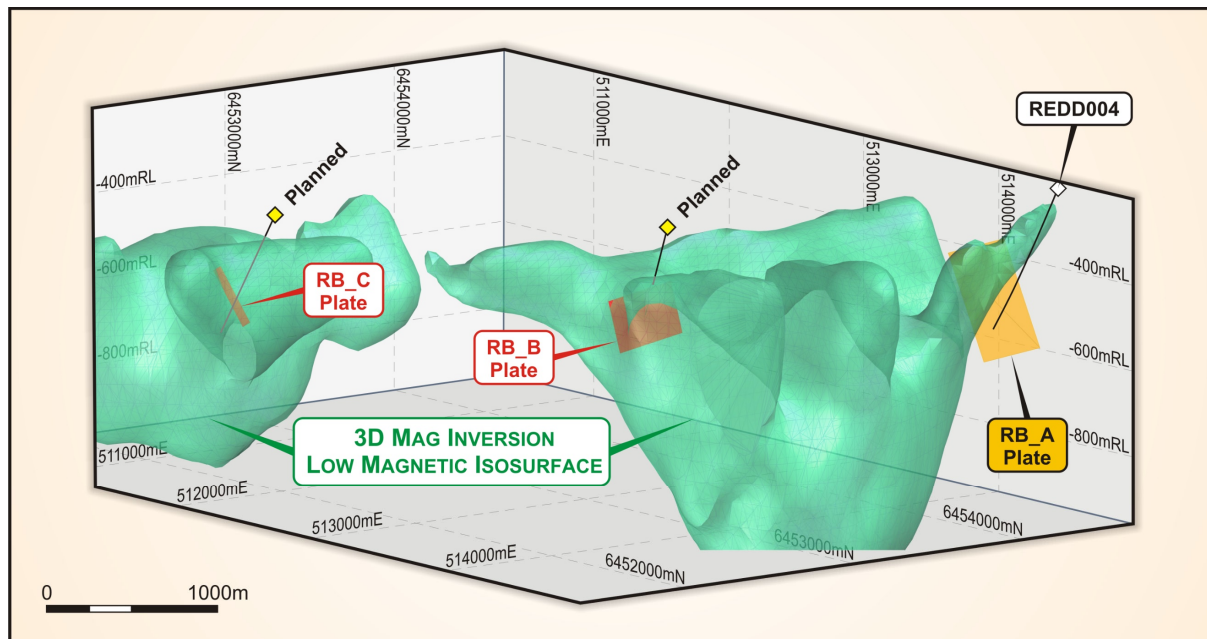 6453000mN
6454000mN
511000mE
513000mE
514000mE
REDD004
-400mRL
-600mRL
-800mRL
Planned
Planned
-400mRL
-600mRL
-800mRL
RB_C
Plate
RB_B
Plate
RB_A
Plate
3D MAG INVERSION
LOW MAGNETIC ISOSURFACE
511000mE
512000mE
513000mE
514000mE
6452000mN
6453000mN
6454000mN
0 1000m